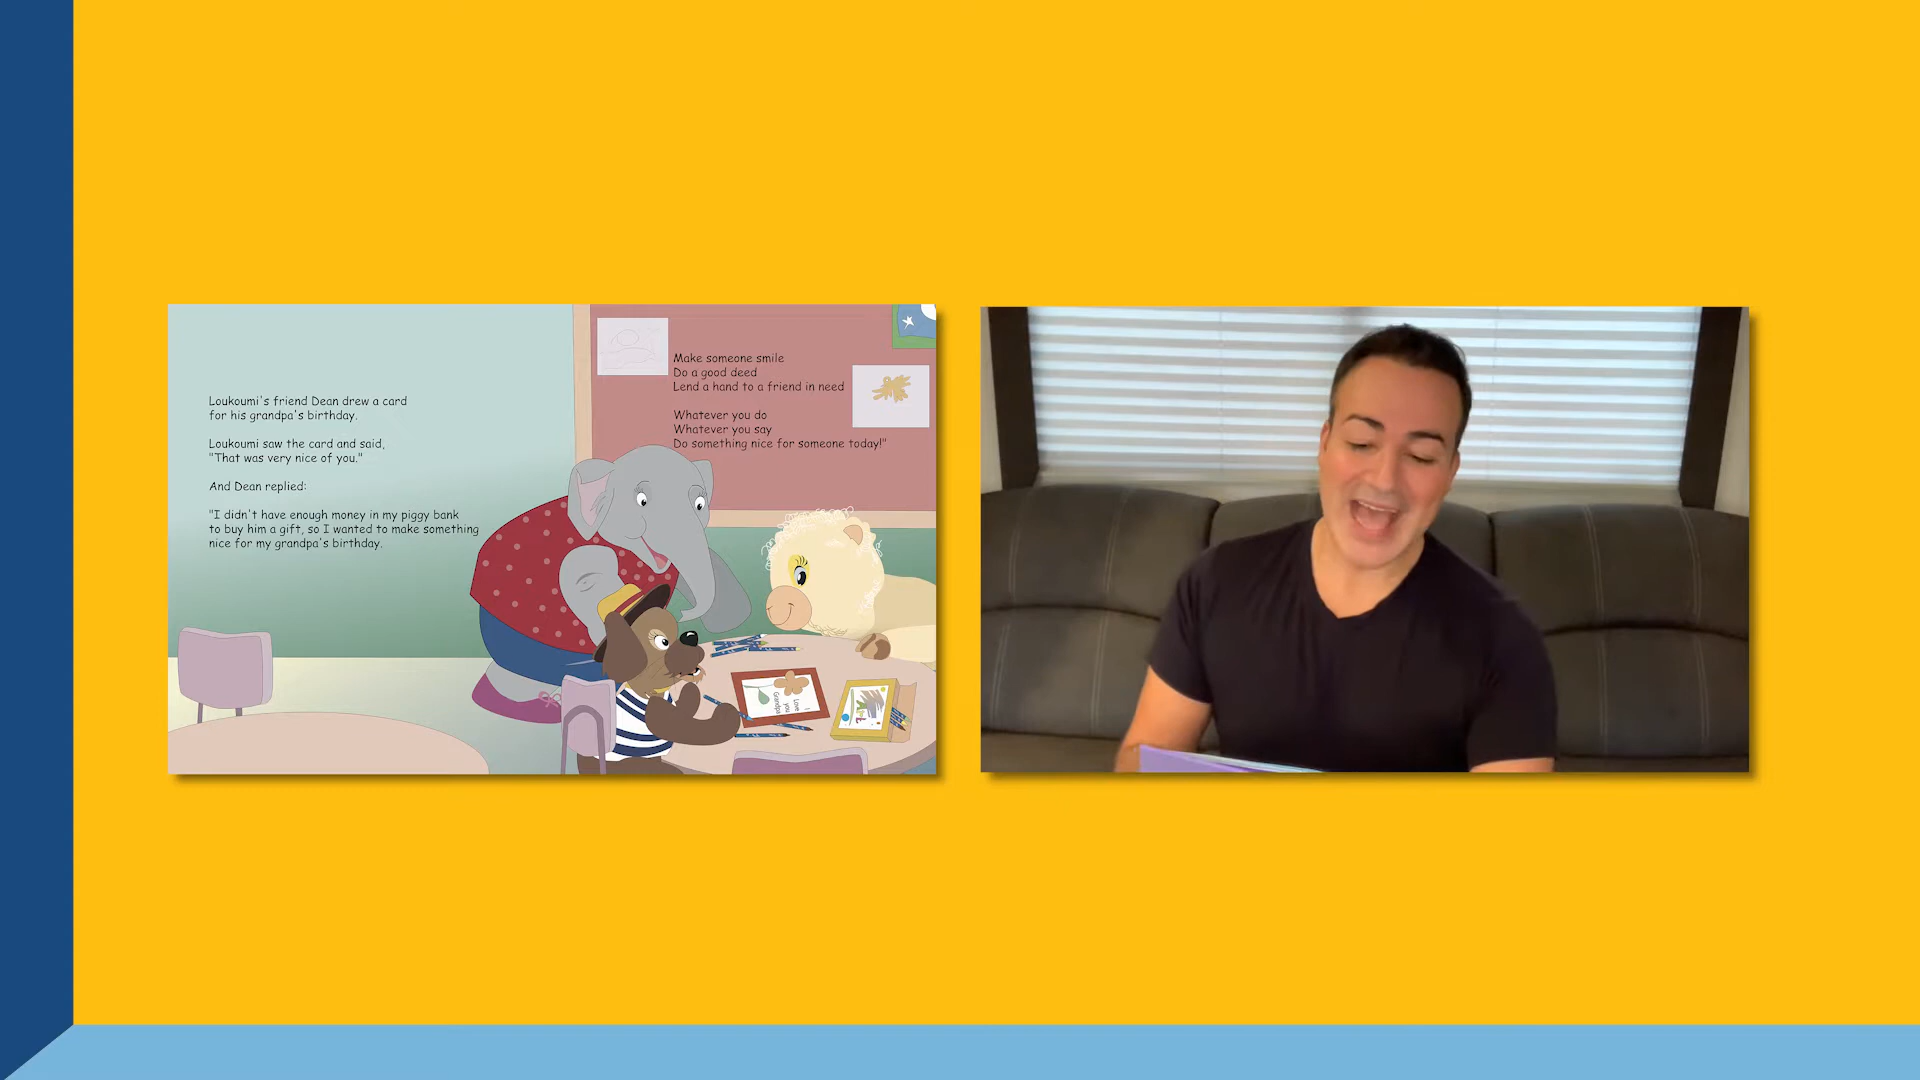 Loukoumi's friend Dean drew a card
for his grandpa's birthday.
Loukoumi saw the card and said,
"That was very nice of you."
And Dean replied:
"I didn't have enough money in my piggy bank
to buy him a gift, so I wanted to make something
nice for my grandpa's birthday.
Make someone smile
Do a good deed
Lend a hand to a friend in need
Whatever you do
Whatever you say
Do something nice for someone today!"
I
Love
you
Grandpa